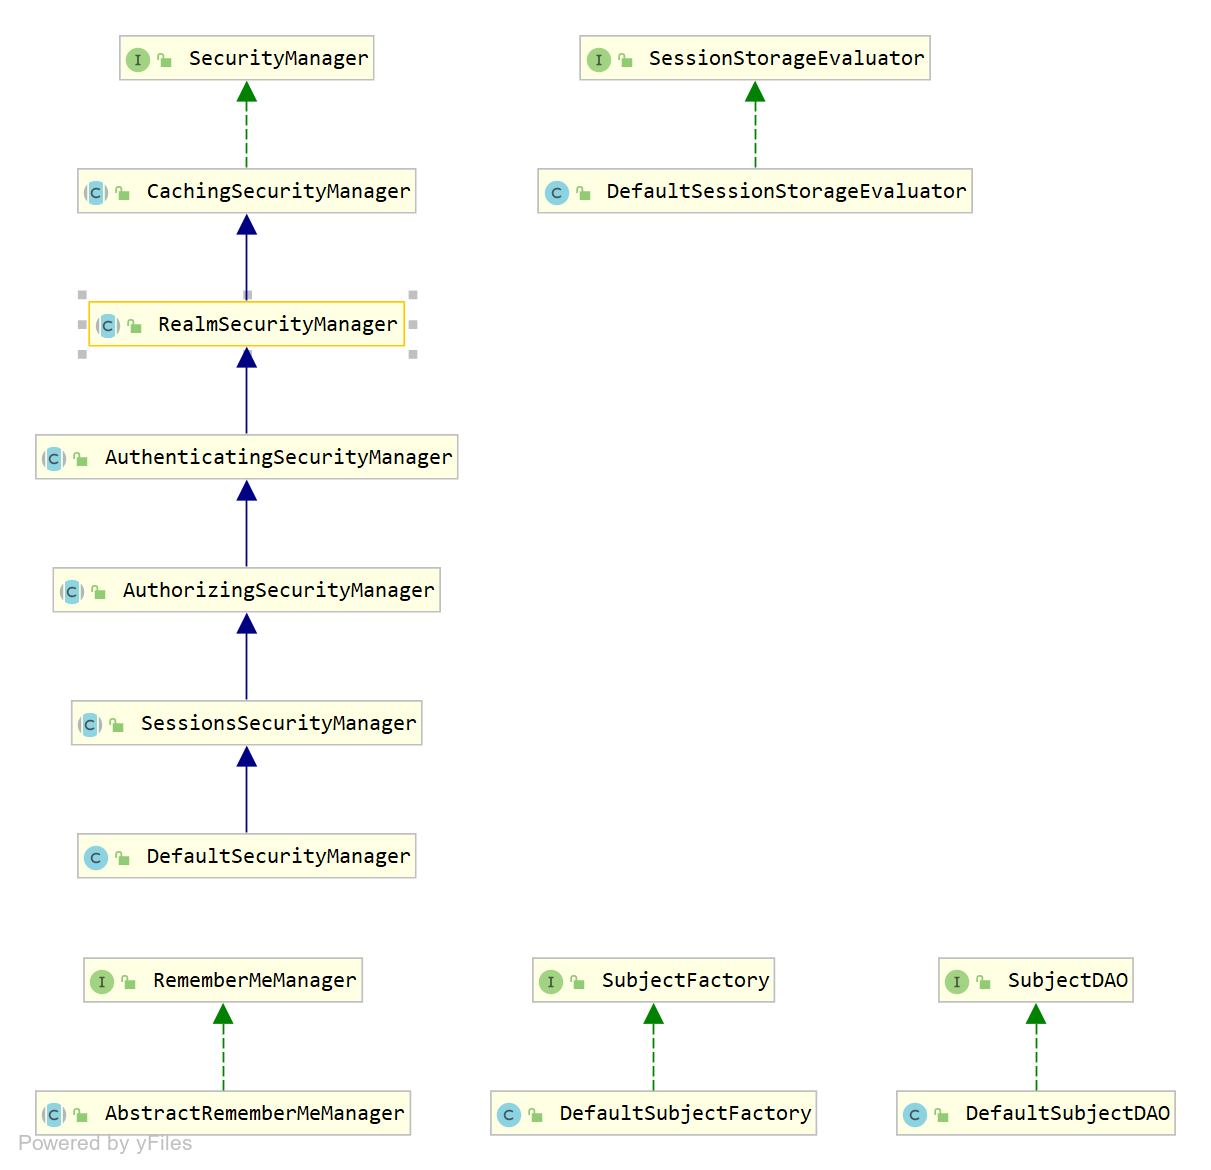 SecurityManager
SessionStorageEvaluator
CachingSecurityManager
DefaultSessionStorageEvaluator
RealmSecurityManager
AuthenticatingSecurityManager
AuthorizingSecurityManager
SessionsSecurityManager
DefaultSecurityManager
RememberMeManager
SubjectFactory
SubjectDAO
AbstractRememberMeManager
DefaultSubjectFactory
DefaultSubjectDAO
Powered by yFiles